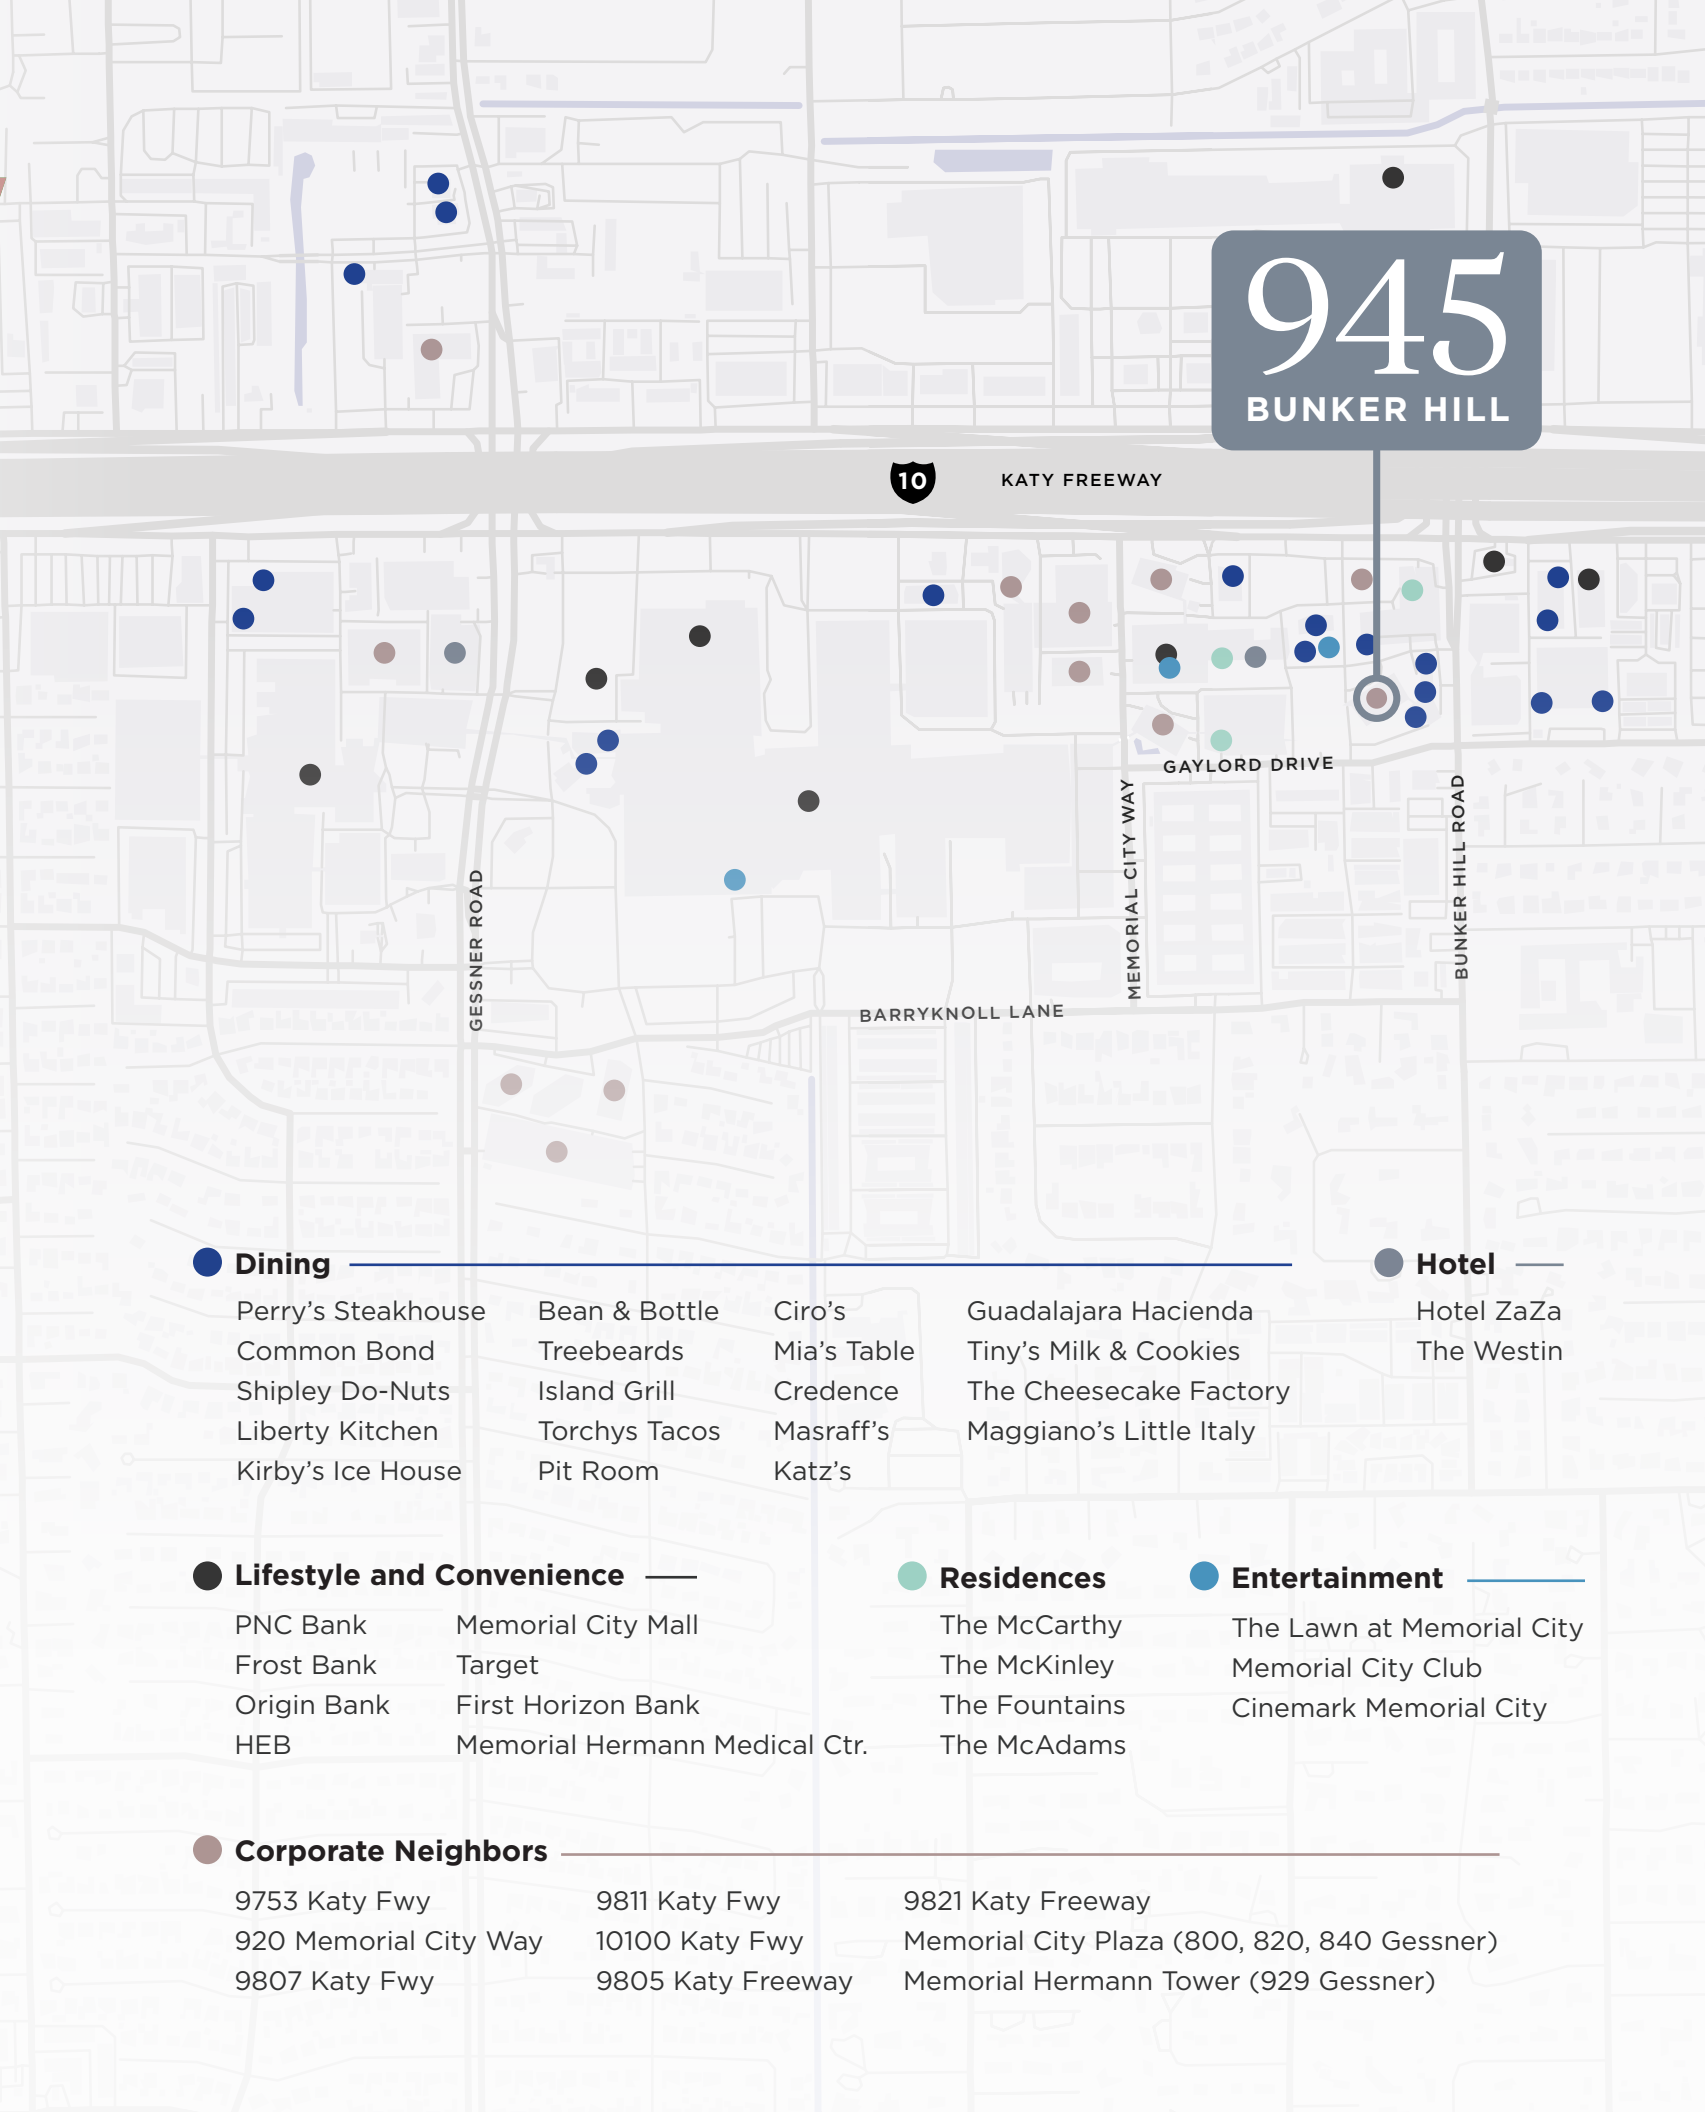 945
BUNKER HILL
10
KATY FREEWAY
GAYLORD DRIVE
MEMORIAL CITY WAY
BUNKER HILL ROAD
GESSNER ROAD
BARRYKNOLL LANE
Dining
Perry's Steakhouse
Common Bond
Shipley Do-Nuts
Liberty Kitchen
Kirby's Ice House
Bean & Bottle
Treebeards
Island Grill
Torchys Tacos
Pit Room
Ciro's
Mia's Table
Credence
Masraff's
Katz's
Guadalajara Hacienda
Tiny's Milk & Cookies
The Cheesecake Factory
Maggiano's Little Italy
Hotel
Hotel ZaZa
The Westin
Lifestyle and Convenience
PNC Bank
Frost Bank
Origin Bank
HEB
Memorial City Mall
Target
First Horizon Bank
Memorial Hermann Medical Ctr.
Residences
The McCarthy
The McKinley
The Fountains
The McAdams
Entertainment
The Lawn at Memorial City
Memorial City Club
Cinemark Memorial City
Corporate Neighbors
9753 Katy Fwy
920 Memorial City Way
9807 Katy Fwy
9811 Katy Fwy
10100 Katy Fwy
9805 Katy Freeway
9821 Katy Freeway
Memorial City Plaza (800, 820, 840 Gessner)
Memorial Hermann Tower (929 Gessner)